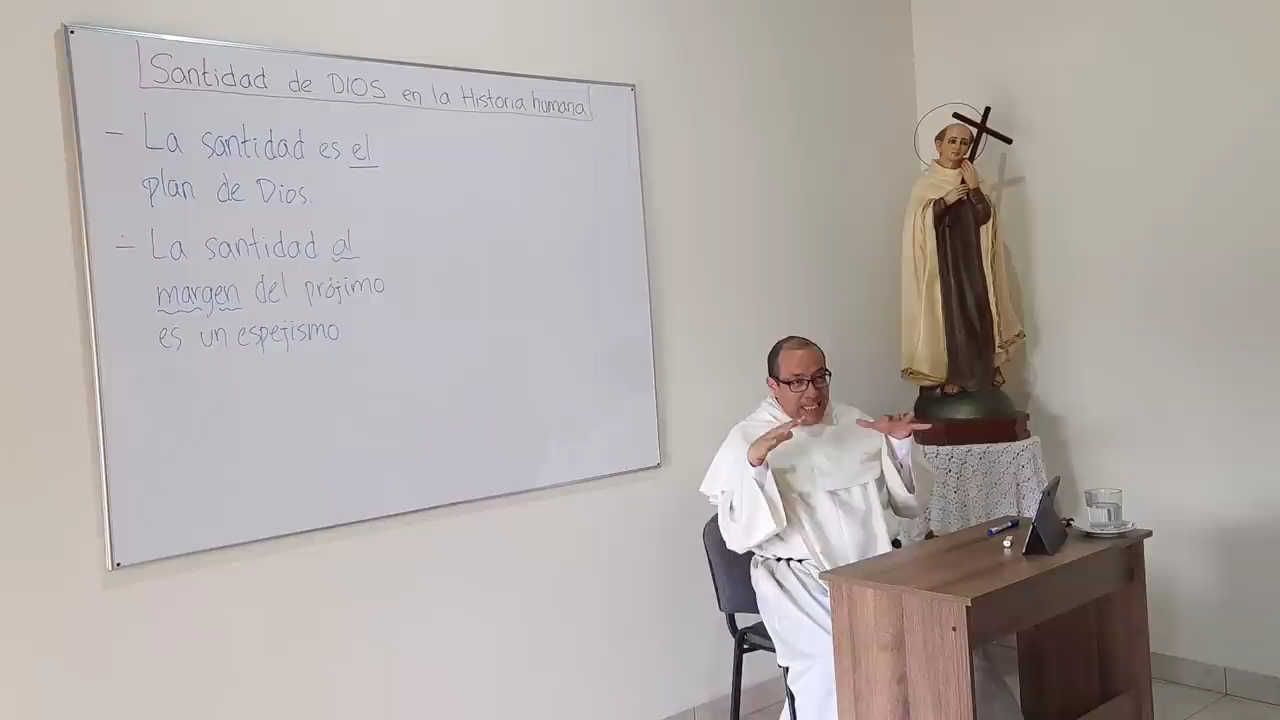 Santidad de DIOS en la Historia humana
- La santidad es el
plan de Dios.
- La santidad al
margen del prójimo
es un espejismo